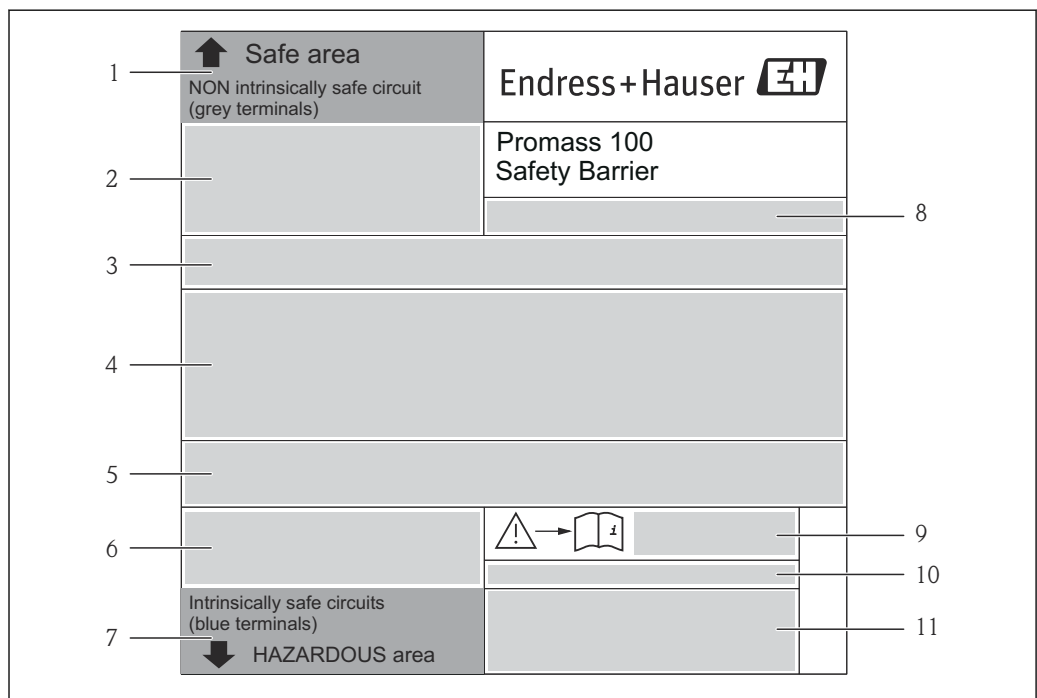 Safe area
NON intrinsically safe circuit
(grey terminals)
Endress+Hauser EH
Promass 100
Safety Barrier
1
2
3
4
5
6
7
8
9
10
11
i
Intrinsically safe circuits
(blue terminals)
HAZARDOUS area